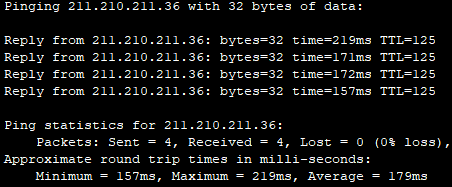 Pinging 211.210.211.36 with 32 bytes of data:
Reply from 211.210.211.36: bytes=32 time=219ms TTL=125
Reply from 211.210.211.36: bytes=32 time=171ms TTL=125
Reply from 211.210.211.36: bytes=32 time=172ms TTL=125
Reply from 211.210.211.36: bytes=32 time=157ms TTL=125
Ping statistics for 211.210.211.36:
Packets: Sent = 4, Received = 4, Lost = 0 (0% loss),
Approximate round trip times in milli-seconds:
Minimum = 157ms, Maximum = 219ms, Average = 179ms